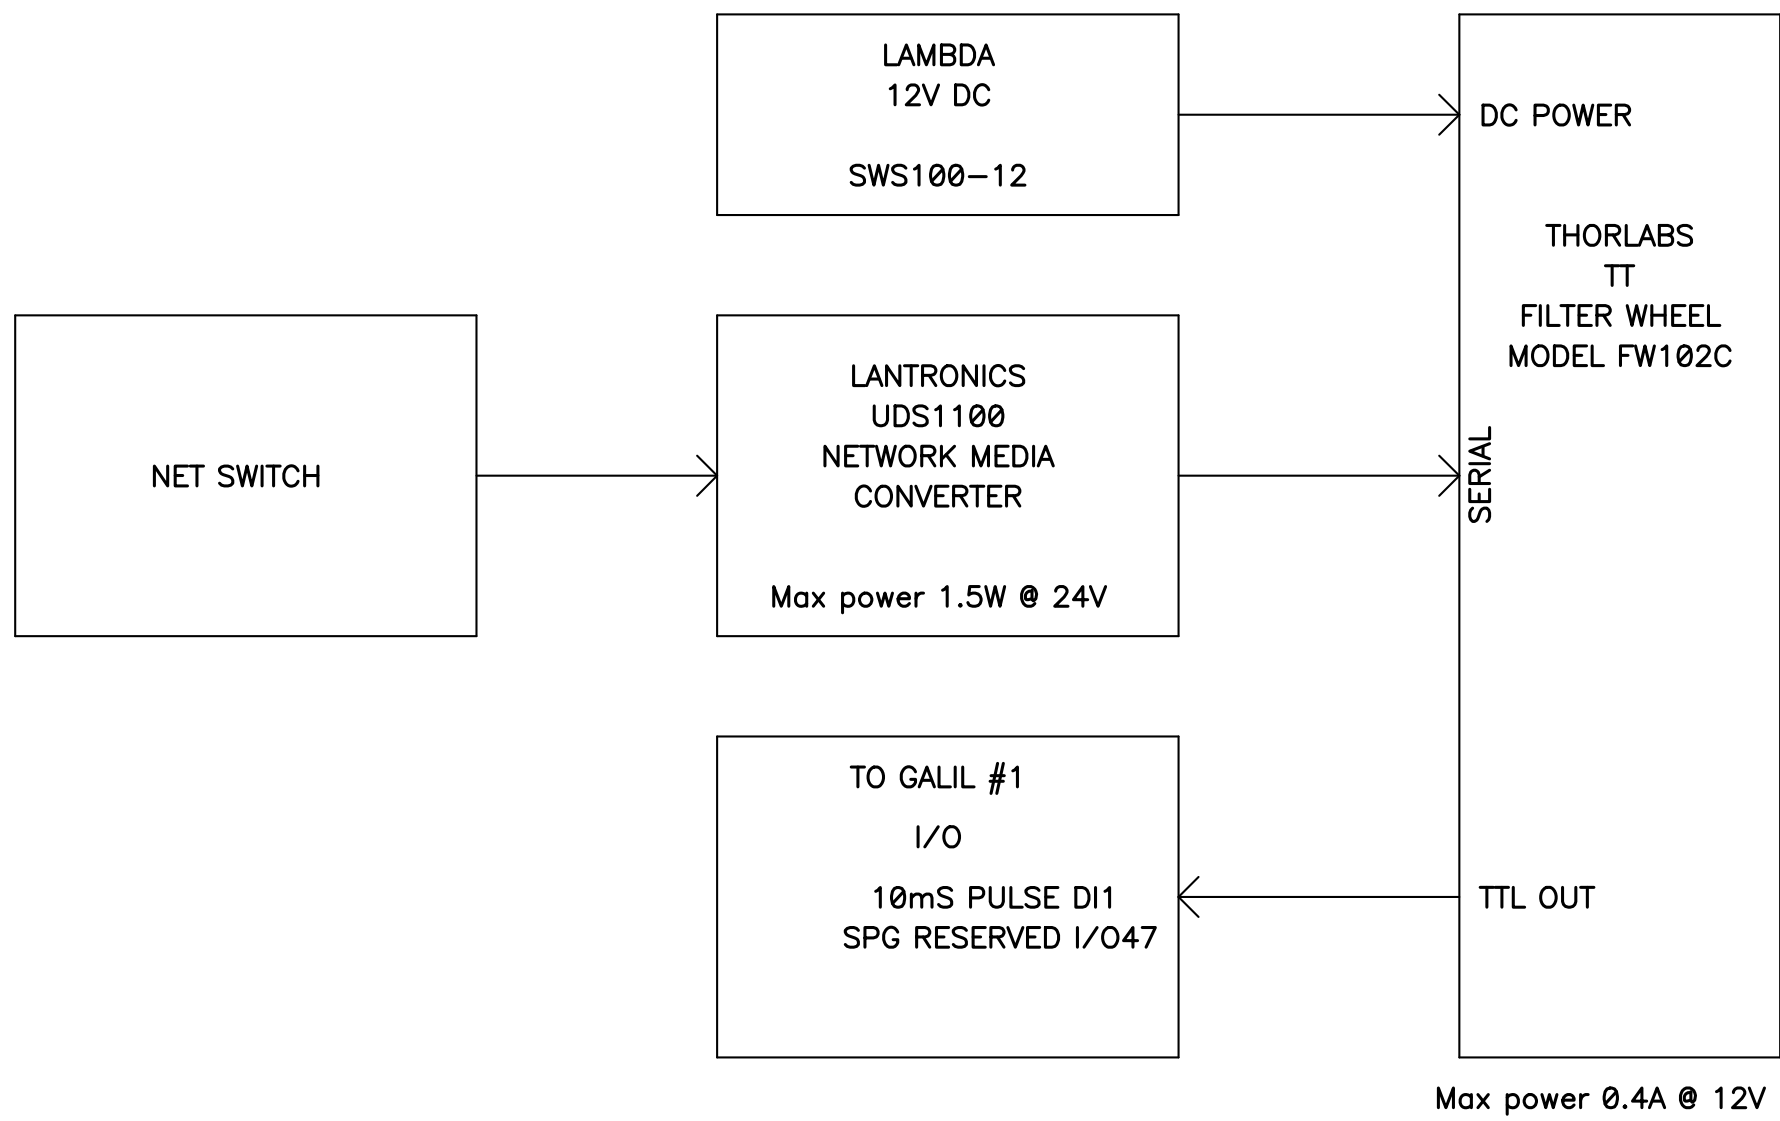 LAMBDA
12V DC
SWS100-12
DC POWER
THORLABS
TT
FILTER WHEEL
MODEL FW102C
NET SWITCH
LANTRONICS
UDS1100
NETWORK MEDIA
CONVERTER
Max power 1.5W @ 24V
SERIAL
TO GALIL #1
I/O
10mS PULSE DI1
SPG RESERVED I/O47
TTL OUT
Max power 0.4A @ 12V